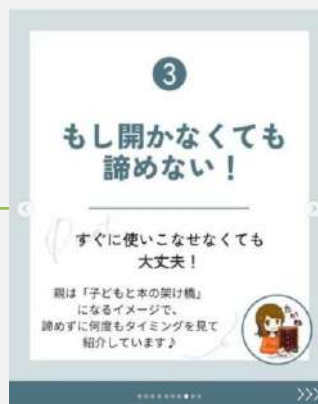 3
もし開かなくても
諦めない！
すぐに使いこなせなくても
大丈夫！
親は「子どもと本の架け橋」
になるイメージで、
諦めずに何度もタイミングを見て
紹介しています♪